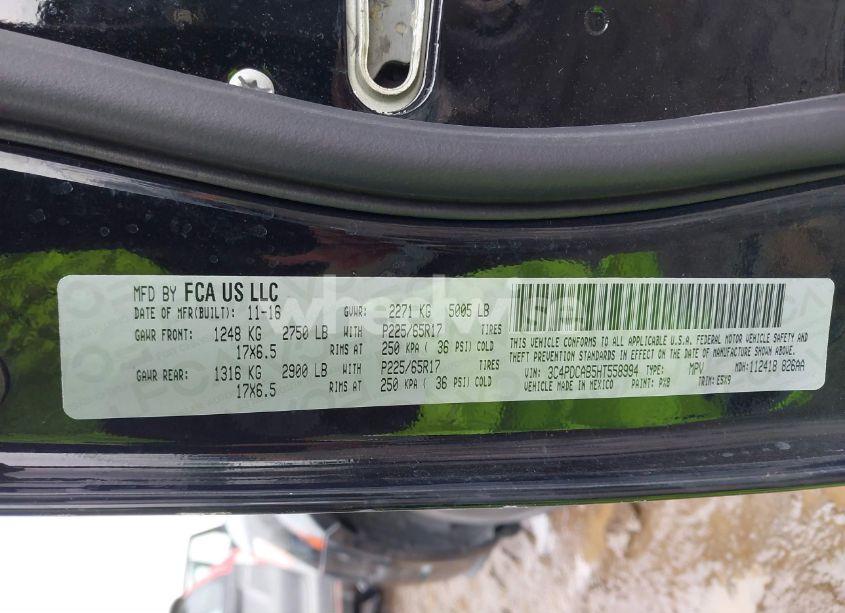 MFD BY FCA US LLC
DATE OF MFR(BUILT): 11-16 GVWR: 2271 KG 5005 LB
GAWR FRONT: 1248 KG 2750 LB WITH P225/65R17 TIRES
17X6.5 RIMS AT 250 KPA ( 36 PSI) COLD
GAWR REAR: 1316 KG 2900 LB WITH P225/65R17 TIRES
17X6.5 RIMS AT 250 KPA ( 36 PSI) COLD
THIS VEHICLE CONFORMS TO ALL APPLICABLE U.S.A. FEDERAL MOTOR VEHICLE SAFETY AND
THEFT PREVENTION STANDARDS IN EFFECT ON THE DATE OF MANUFACTURE SHOWN ABOVE.
VIN: 3C4PDCAB5HT558994 TYPE: MPV MDH:112418 826AA
VEHICLE MADE IN MEXICO PAINT: PX8 TRIM: E5X9